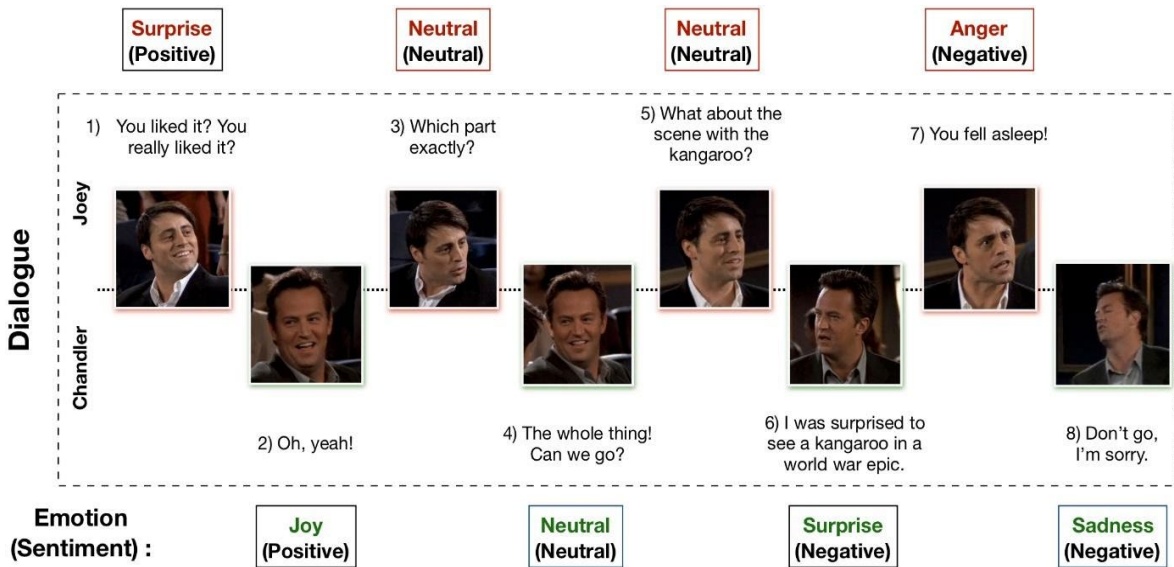 Surprise
(Positive)
Neutral
(Neutral)
Neutral
(Neutral)
Anger
(Negative)
Dialogue
Joey
Chandler
1) You liked it? You
really liked it?
2) Oh, yeah!
3) Which part
exactly?
4) The whole thing!
Can we go?
5) What about the
scene with the
kangaroo?
6) I was surprised to
see a kangaroo in a
world war epic.
7) You fell asleep!
8) Don’t go,
I’m sorry.
Emotion
(Sentiment) :
Joy
(Positive)
Neutral
(Neutral)
Surprise
(Negative)
Sadness
(Negative)